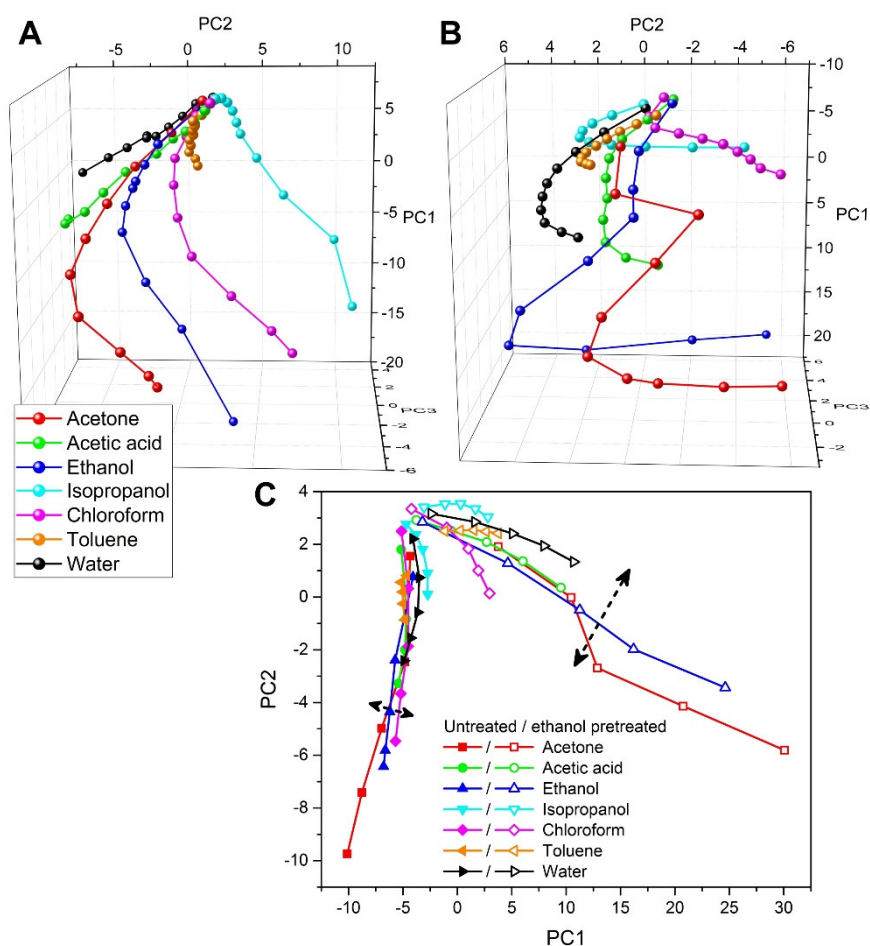 A
PC2
-5 0 5 10
5
0
-5
PC1
-10
-15
-20
4
2
0
PC3
-2
-4
-6
Acetone
Acetic acid
Ethanol
Isopropanol
Chloroform
Toluene
Water
B
PC2
6 4 2 0 -2 -4 -6
-10
-5
0
5
PC1
10
15
20
6
4
2
PC3
0
-2
C
4
2
0
-2
-4
-6
-8
-10
PC2
Untreated / ethanol pretreated
/ Acetone
/ Acetic acid
/ Ethanol
/ Isopropanol
/ Chloroform
/ Toluene
/ Water
-10 -5 0 5 10 15 20 25 30
PC1